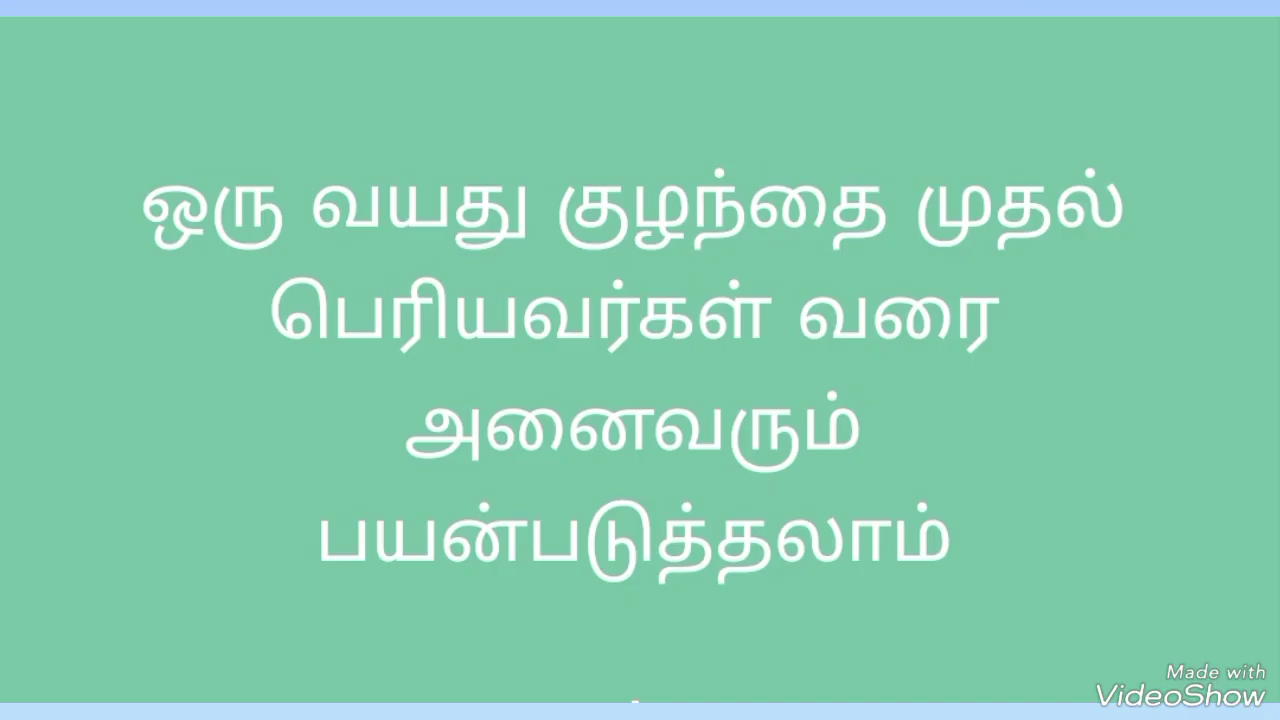 ஒரு வயது குழந்தை முதல்
பெரியவர்கள் வரை
அனைவரும்
பயன்படுத்தலாம்
Made with
VideoShow